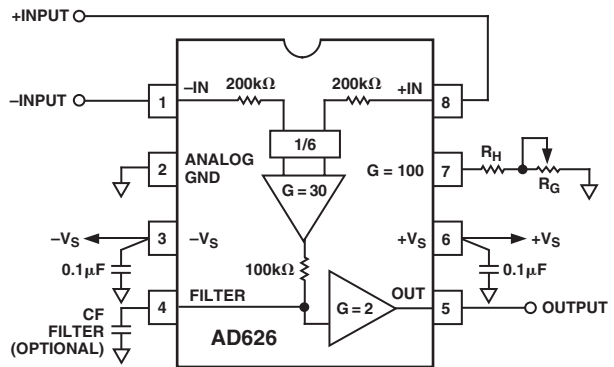 +INPUT
–INPUT
200kΩ
200kΩ
1
–IN
+IN
8
1/6
2
ANALOG
GND
G = 30
G = 100
7
R_H
R_G
–V_S
3
–V_S
+V_S
6
+V_S
0.1µF
100kΩ
0.1µF
4
FILTER
G = 2
OUT
5
OUTPUT
CF
FILTER
(OPTIONAL)
AD626